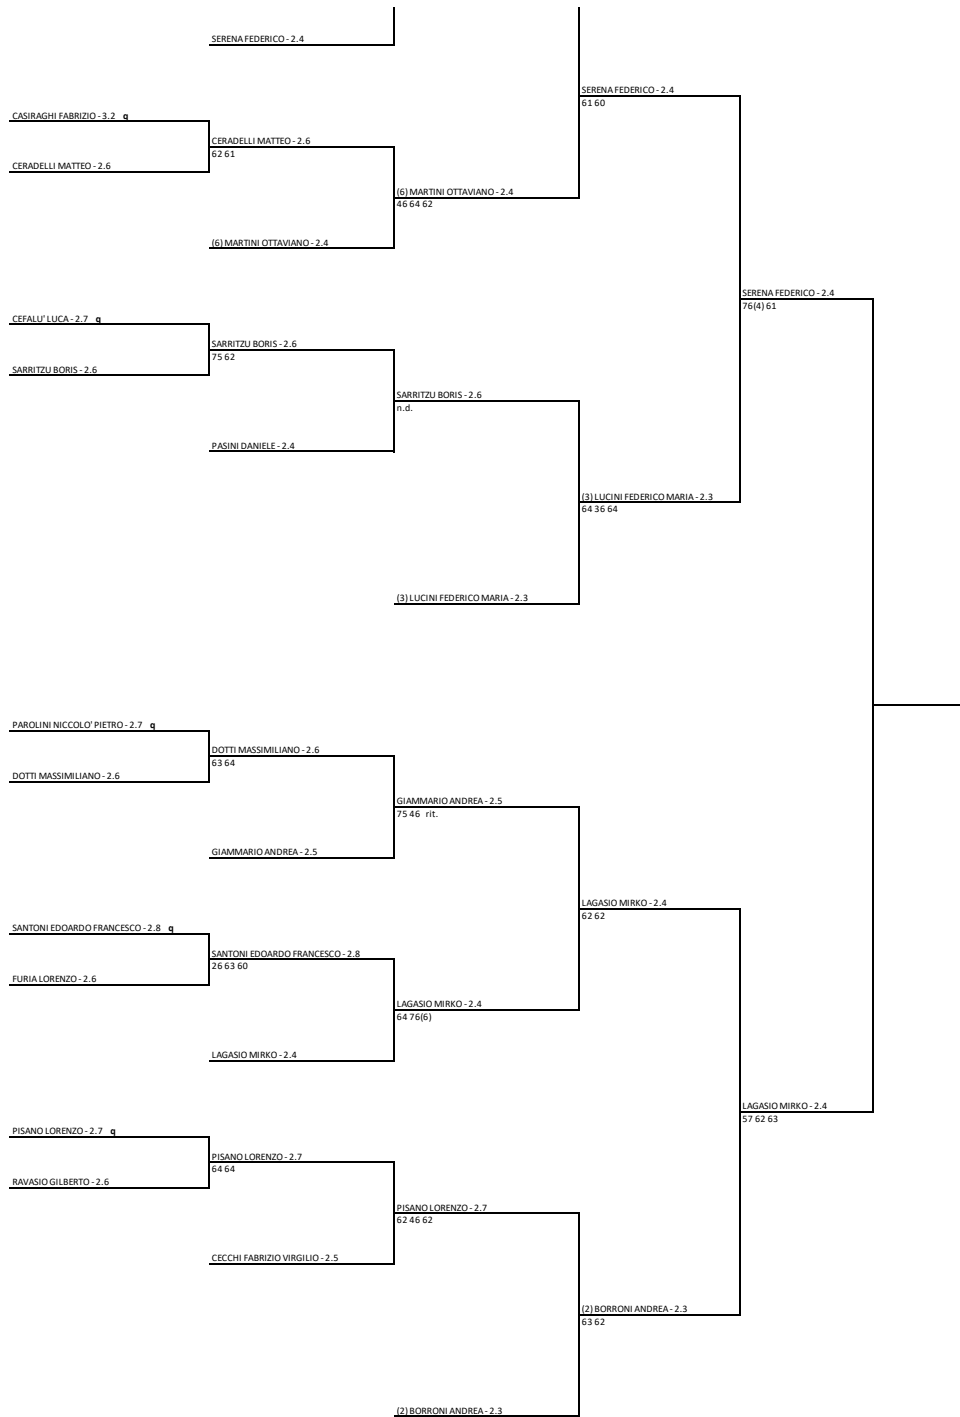 SERENA FEDERICO - 2.4
SERENA FEDERICO - 2.4
61 60
CASIRAGHI FABRIZIO - 3.2 q
CERADELLI MATTEO - 2.6
62 61
CERADELLI MATTEO - 2.6
(6) MARTINI OTTAVIANO - 2.4
46 64 62
(6) MARTINI OTTAVIANO - 2.4
SERENA FEDERICO - 2.4
76(4) 61
CEFALU' LUCA - 2.7 q
SARRITZU BORIS - 2.6
75 62
SARRITZU BORIS - 2.6
SARRITZU BORIS - 2.6
n.d.
PASINI DANIELE - 2.4
(3) LUCINI FEDERICO MARIA - 2.3
64 36 64
(3) LUCINI FEDERICO MARIA - 2.3
PAROLINI NICCOLO' PIETRO - 2.7 q
DOTTI MASSIMILIANO - 2.6
63 64
DOTTI MASSIMILIANO - 2.6
GIAMMARIO ANDREA - 2.5
75 46 rit.
GIAMMARIO ANDREA - 2.5
LAGASIO MIRKO - 2.4
62 62
SANTONI EDOARDO FRANCESCO - 2.8 q
SANTONI EDOARDO FRANCESCO - 2.8
26 63 60
FURIA LORENZO - 2.6
LAGASIO MIRKO - 2.4
64 76(6)
LAGASIO MIRKO - 2.4
LAGASIO MIRKO - 2.4
57 62 63
PISANO LORENZO - 2.7 q
PISANO LORENZO - 2.7
64 64
RAVASIO GILBERTO - 2.6
PISANO LORENZO - 2.7
62 46 62
CECCHI FABRIZIO VIRGILIO - 2.5
(2) BORRONI ANDREA - 2.3
63 62
(2) BORRONI ANDREA - 2.3